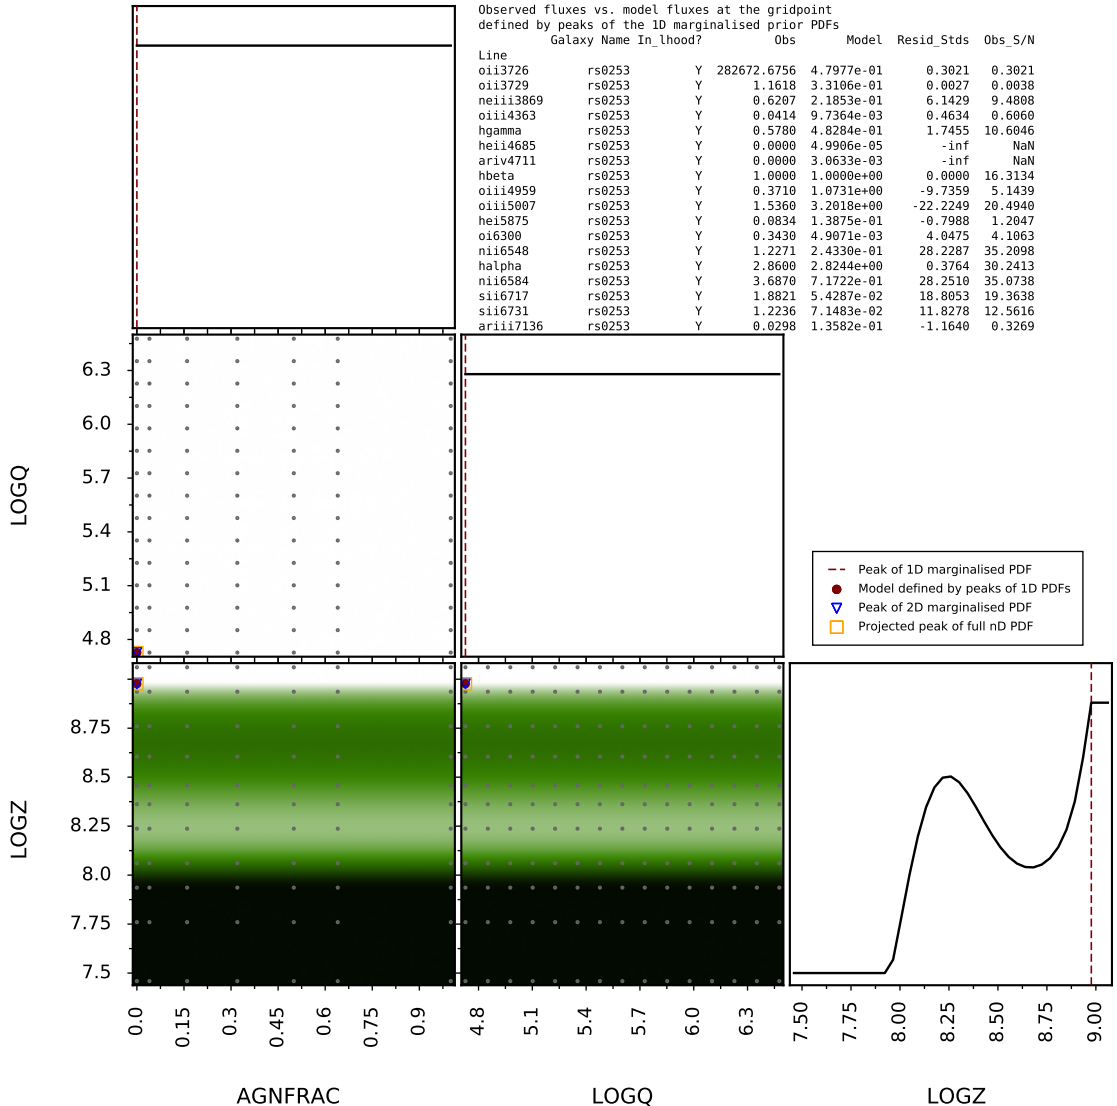 Observed fluxes vs. model fluxes at the gridpoint
defined by peaks of the 1D marginalised prior PDFs
Galaxy Name In_lhood? Obs Model Resid_Stds Obs_S/N
Line
oii3726 rs0253 Y 282672.6756 4.7977e-01 0.3021 0.3021
oii3729 rs0253 Y 1.1618 3.3106e-01 0.0027 0.0038
neiii3869 rs0253 Y 0.6207 2.1853e-01 6.1429 9.4808
oiii4363 rs0253 Y 0.0414 9.7364e-03 0.4634 0.6060
hgamma rs0253 Y 0.5780 4.8284e-01 1.7455 10.6046
heii4685 rs0253 Y 0.0000 4.9906e-05 -inf NaN
ariv4711 rs0253 Y 0.0000 3.0633e-03 -inf NaN
hbeta rs0253 Y 1.0000 1.0000e+00 0.0000 16.3134
oiii4959 rs0253 Y 0.3710 1.0731e+00 -9.7359 5.1439
oiii5007 rs0253 Y 1.5360 3.2018e+00 -22.2249 20.4940
hei5875 rs0253 Y 0.0834 1.3875e-01 -0.7988 1.2047
oi6300 rs0253 Y 0.3430 4.9071e-03 4.0475 4.1063
nii6548 rs0253 Y 1.2271 2.4330e-01 28.2287 35.2098
halpha rs0253 Y 2.8600 2.8244e+00 0.3764 30.2413
nii6584 rs0253 Y 3.6870 7.1722e-01 28.2510 35.0738
sii6717 rs0253 Y 1.8821 5.4287e-02 18.8053 19.3638
sii6731 rs0253 Y 1.2236 7.1483e-02 11.8278 12.5616
ariii7136 rs0253 Y 0.0298 1.3582e-01 -1.1640 0.3269
6.3
6.0
5.7
5.4
5.1
4.8
LOGQ
Peak of 1D marginalised PDF
Model defined by peaks of 1D PDFs
Peak of 2D marginalised PDF
Projected peak of full nD PDF
8.75
8.5
8.25
8.0
7.75
7.5
LOGZ
0.0 0.15 0.3 0.45 0.6 0.75 0.9
4.8 5.1 5.4 5.7 6.0 6.3
7.50 7.75 8.00 8.25 8.50 8.75 9.00
AGNFRAC LOGQ LOGZ